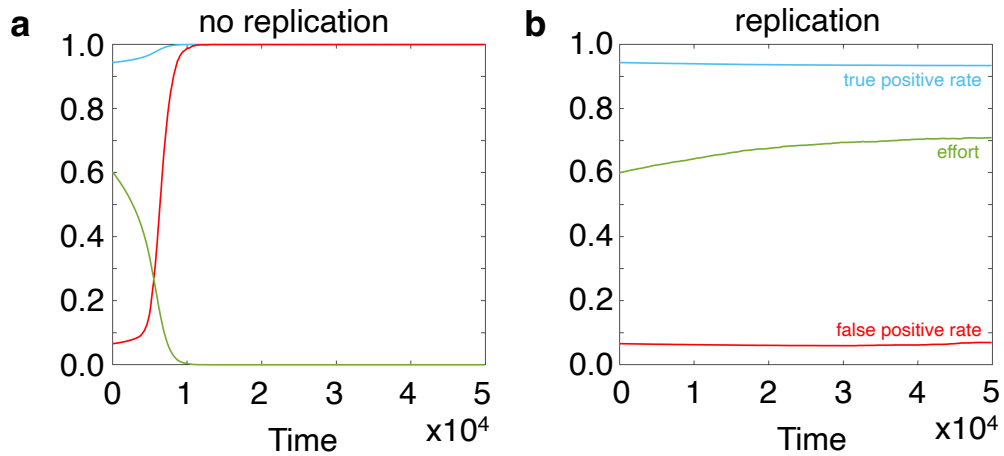 a
no replication
1.0
0.8
0.6
0.4
0.2
0.0
0 1 2 3 4 5
x10^4
Time
b
replication
1.0
0.8
0.6
0.4
0.2
0.0
true positive rate
effort
false positive rate
0 1 2 3 4 5
x10^4
Time